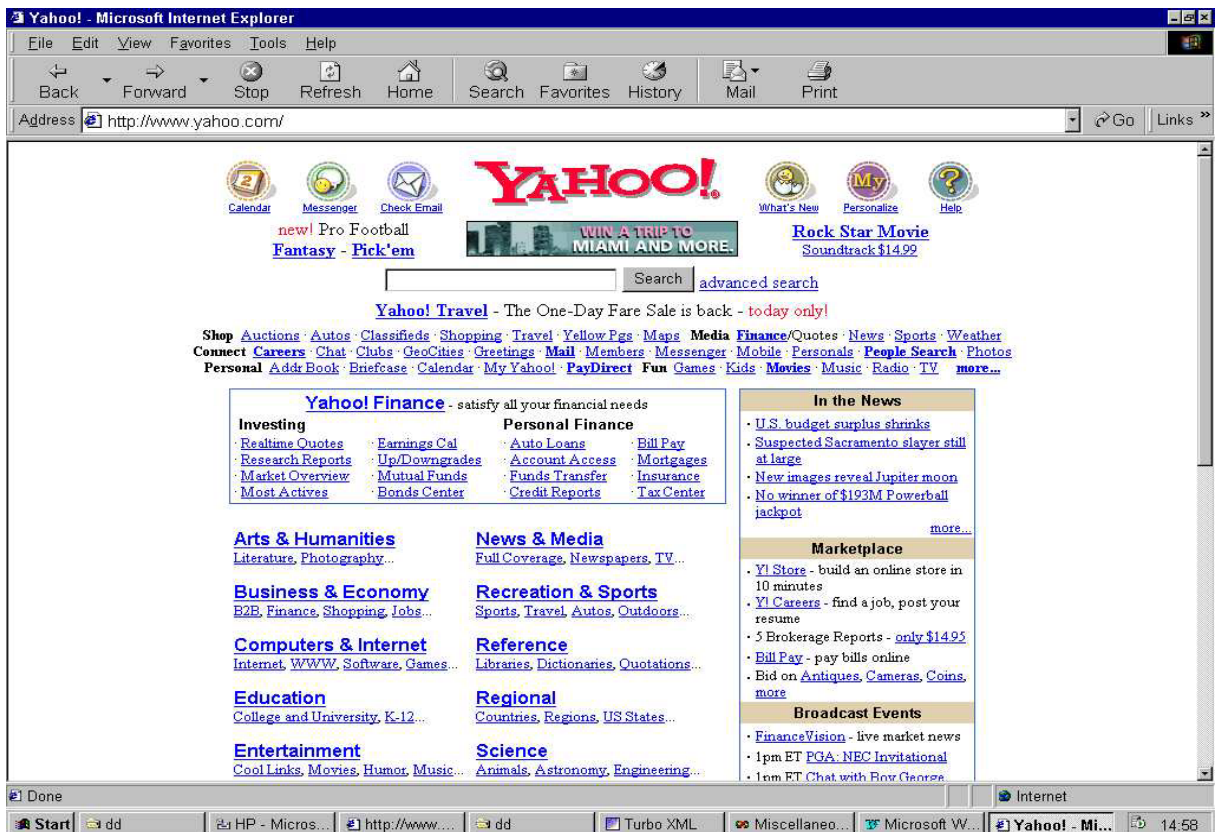 Yahoo! - Microsoft Internet Explorer
File Edit View Favorites Tools Help
Back Forward Stop Refresh Home Search Favorites History Mail Print
Address http://www.yahoo.com/ Go Links »
2 YAHOO! My ?
Calendar Messenger Check Email What's New Personalize Help
new! Pro Football
Fantasy - Pick'em
WIN A TRIP TO
MIAMI AND MORE.
Rock Star Movie
Soundtrack $14.99
Search advanced search
Yahoo! Travel - The One-Day Fare Sale is back - today only!
Shop Auctions · Autos · Classifieds · Shopping · Travel · Yellow Pgs · Maps Media Finance/Quotes · News · Sports · Weather
Connect Careers · Chat · Clubs · GeoCities · Greetings · Mail · Members · Messenger · Mobile · Personals · People Search · Photos
Personal Addr Book · Briefcase · Calendar · My Yahoo! · PayDirect Fun Games · Kids · Movies · Music · Radio · TV more...
Yahoo! Finance - satisfy all your financial needs
Investing Personal Finance
· Realtime Quotes · Earnings Cal · Auto Loans · Bill Pay
· Research Reports · Up/Downgrades · Account Access · Mortgages
· Market Overview · Mutual Funds · Funds Transfer · Insurance
· Most Actives · Bonds Center · Credit Reports · Tax Center
Arts & Humanities
Literature, Photography...
News & Media
Full Coverage, Newspapers, TV...
Business & Economy
B2B, Finance, Shopping, Jobs...
Recreation & Sports
Sports, Travel, Autos, Outdoors...
Computers & Internet
Internet, WWW, Software, Games...
Reference
Libraries, Dictionaries, Quotations...
Education
College and University, K-12...
Regional
Countries, Regions, US States...
Entertainment
Cool Links, Movies, Humor, Music...
Science
Animals, Astronomy, Engineering...
In the News
· U.S. budget surplus shrinks
· Suspected Sacramento slayer still
at large
· New images reveal Jupiter moon
· No winner of $193M Powerball
jackpot
more...
Marketplace
· Y! Store - build an online store in
10 minutes
· Y! Careers - find a job, post your
resume
· 5 Brokerage Reports - only $14.95
· Bill Pay - pay bills online
· Bid on Antiques, Cameras, Coins,
more
Broadcast Events
· FinanceVision - live market news
· 1pm ET PGA: NEC Invitational
· 1pm ET Chat with Boy George
Done Internet
Start dd HP - Micros... http://www.... dd Turbo XML Miscellaneo... Microsoft W... Yahoo! - Mi... 14:58